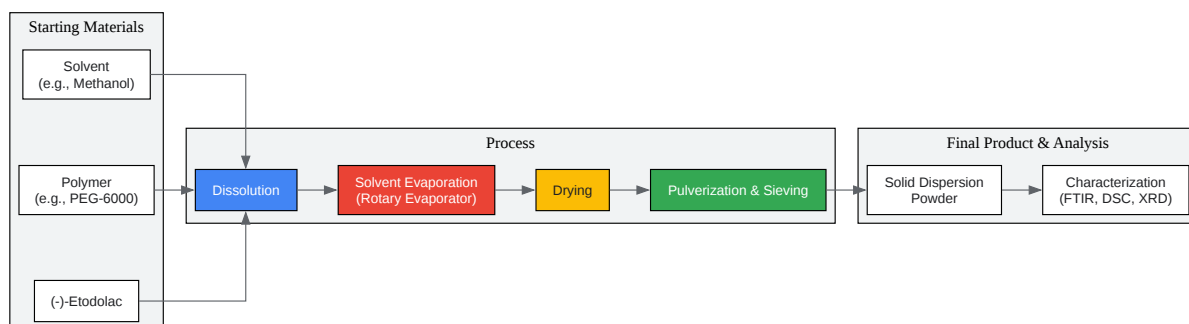 Starting Materials
Solvent
(e.g., Methanol)
Polymer
(e.g., PEG-6000)
(-)-Etodolac
Process
Dissolution
Solvent Evaporation
(Rotary Evaporator)
Drying
Pulverization & Sieving
Final Product & Analysis
Solid Dispersion
Powder
Characterization
(FTIR, DSC, XRD)